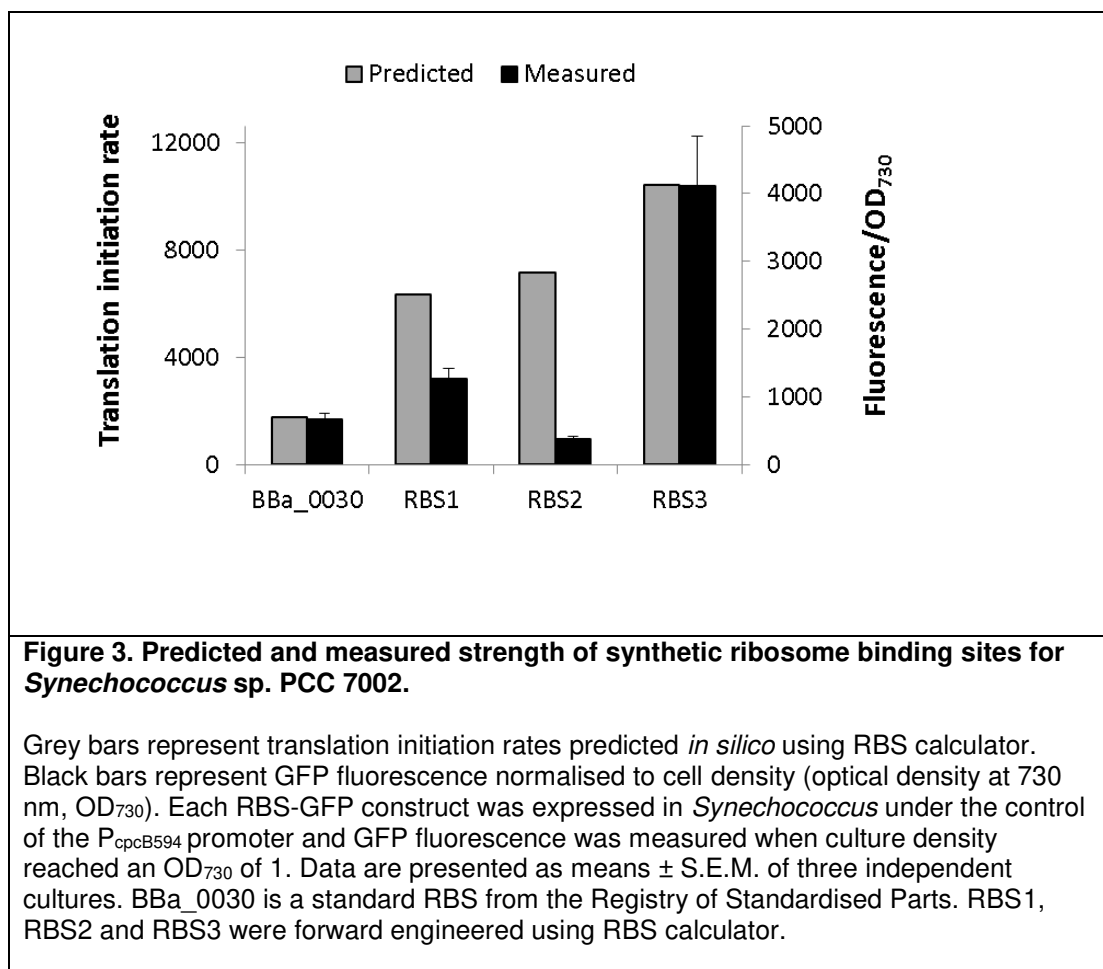 Predicted Measured
Translation initiation rate
12000
8000
4000
0
5000
4000
3000
2000
1000
0
Fluorescence/OD730
BBa_0030 RBS1 RBS2 RBS3
Figure 3. Predicted and measured strength of synthetic ribosome binding sites for
Synechococcus sp. PCC 7002.
Grey bars represent translation initiation rates predicted in silico using RBS calculator.
Black bars represent GFP fluorescence normalised to cell density (optical density at 730
nm, OD730). Each RBS-GFP construct was expressed in Synechococcus under the control
of the PcpcB594 promoter and GFP fluorescence was measured when culture density
reached an OD730 of 1. Data are presented as means ± S.E.M. of three independent
cultures. BBa_0030 is a standard RBS from the Registry of Standardised Parts. RBS1,
RBS2 and RBS3 were forward engineered using RBS calculator.